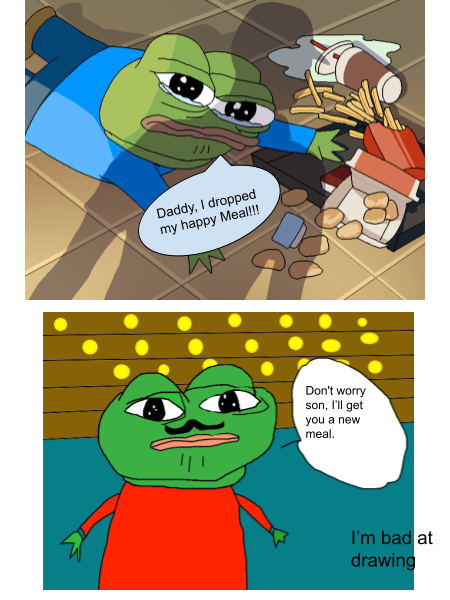 Daddy, I dropped
my happy Meal!!!
Don't worry
son, I'll get
you a new
meal.
I'm bad at
drawing